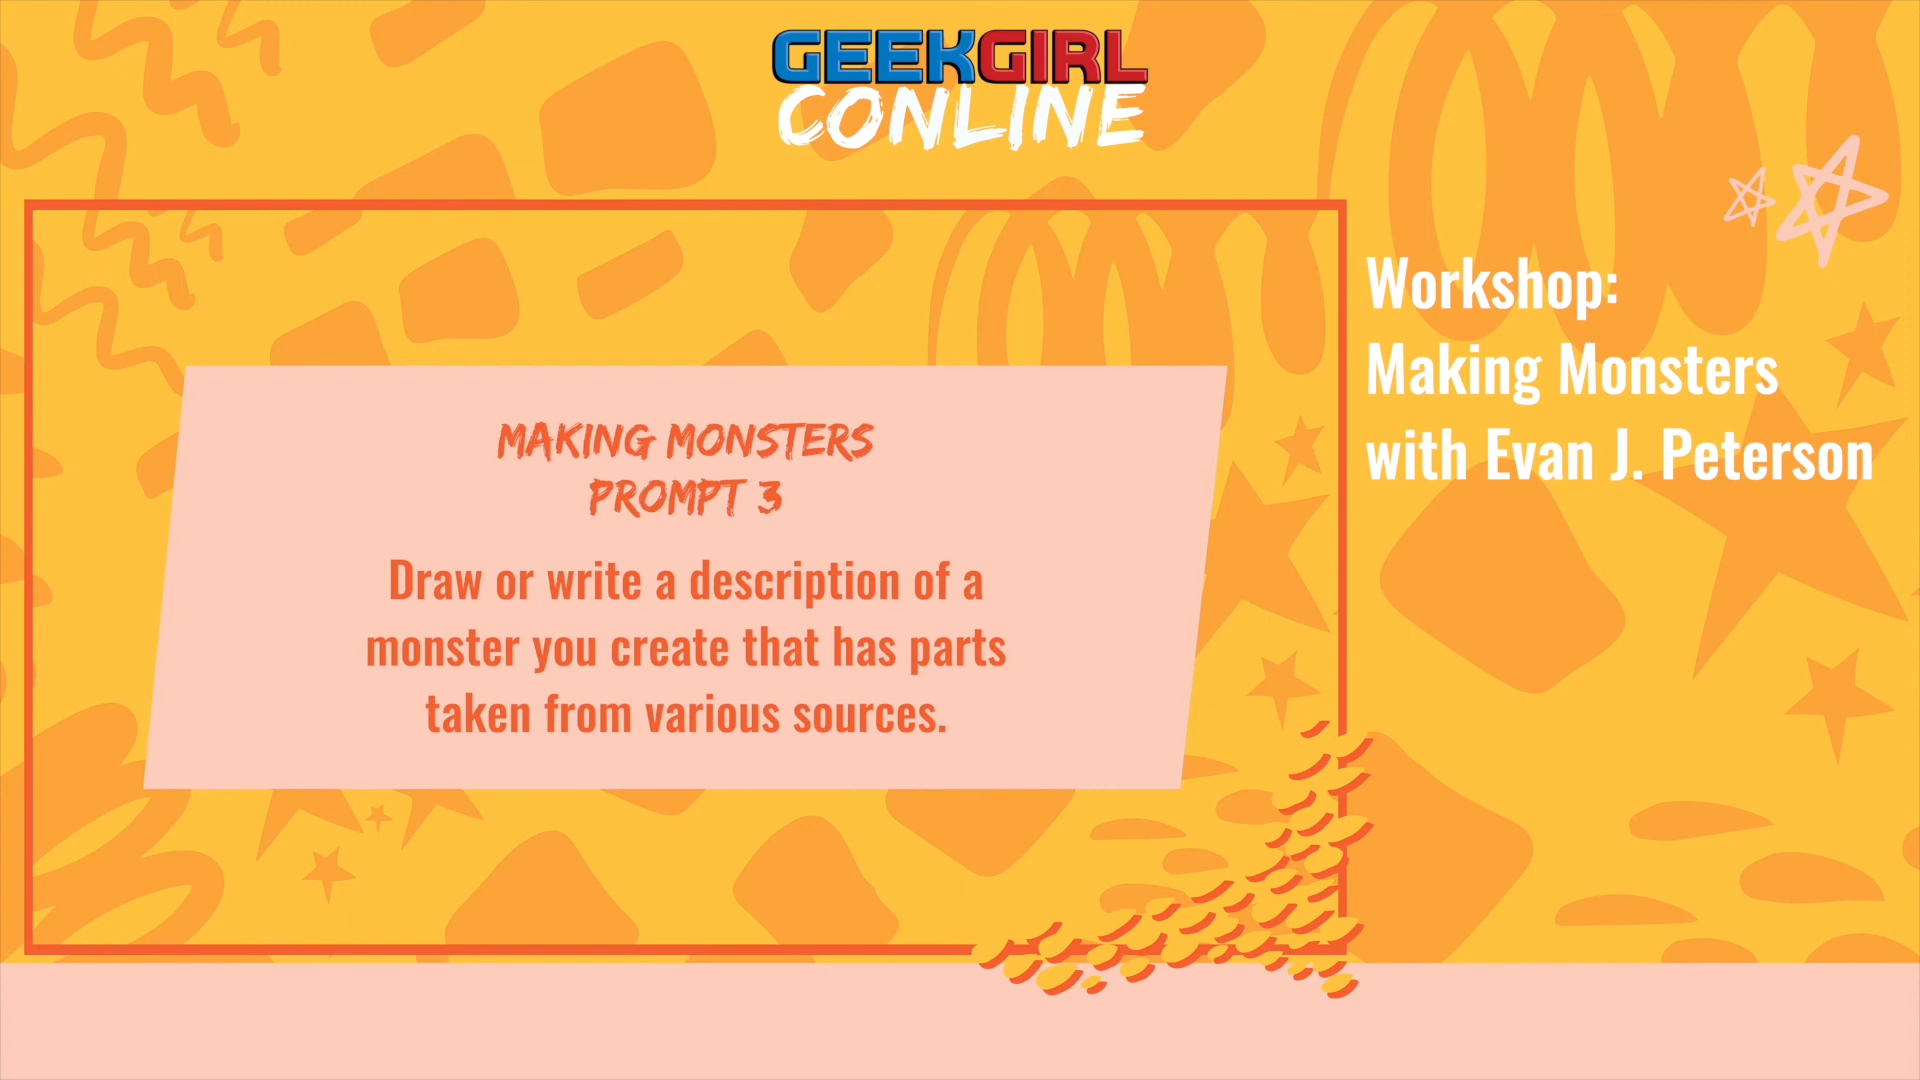 GEEKGIRL
CONLINE
Workshop:
Making Monsters
with Evan J. Peterson
MAKING MONSTERS
PROMPT 3
Draw or write a description of a
monster you create that has parts
taken from various sources.